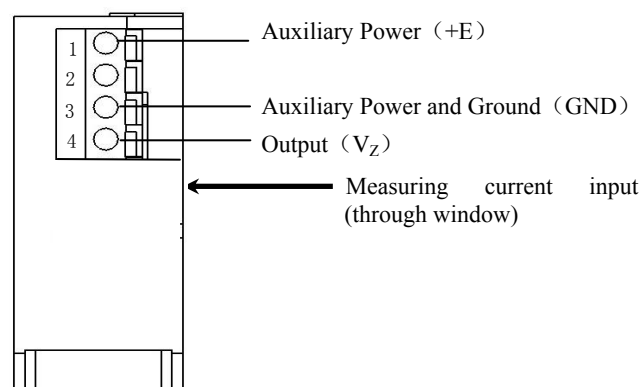 1 Auxiliary Power（+E）
2
3 Auxiliary Power and Ground（GND）
4 Output（VZ）
Measuring current input
(through window)